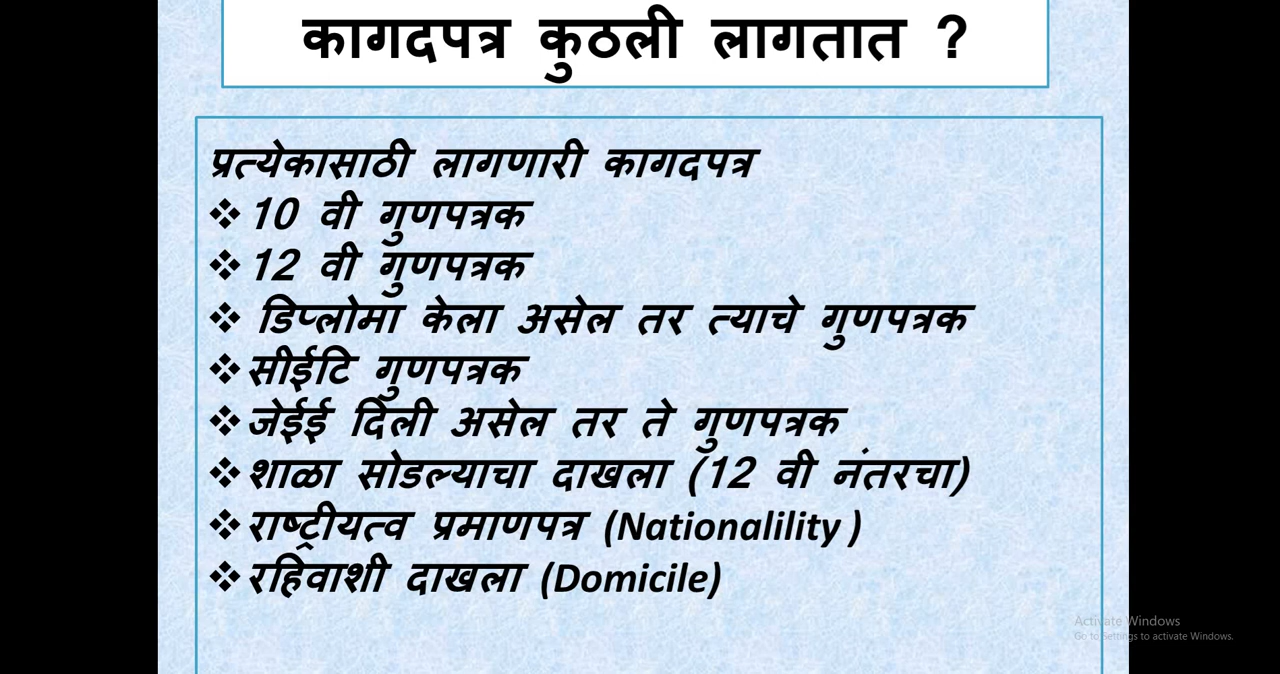 कागदपत्र कुठली लागतात ?
प्रत्येकासाठी लागणारी कागदपत्र
❖ 10 वी गुणपत्रक
❖ 12 वी गुणपत्रक
❖ डिप्लोमा केला असेल तर त्याचे गुणपत्रक
❖ सीईटि गुणपत्रक
❖ जेईई दिली असेल तर ते गुणपत्रक
❖ शाळा सोडल्याचा दाखला (12 वी नंतरचा)
❖ राष्ट्रीयत्व प्रमाणपत्र (Nationalility )
❖ रहिवाशी दाखला (Domicile)
Activate Windows
Go to Settings to activate Windows.